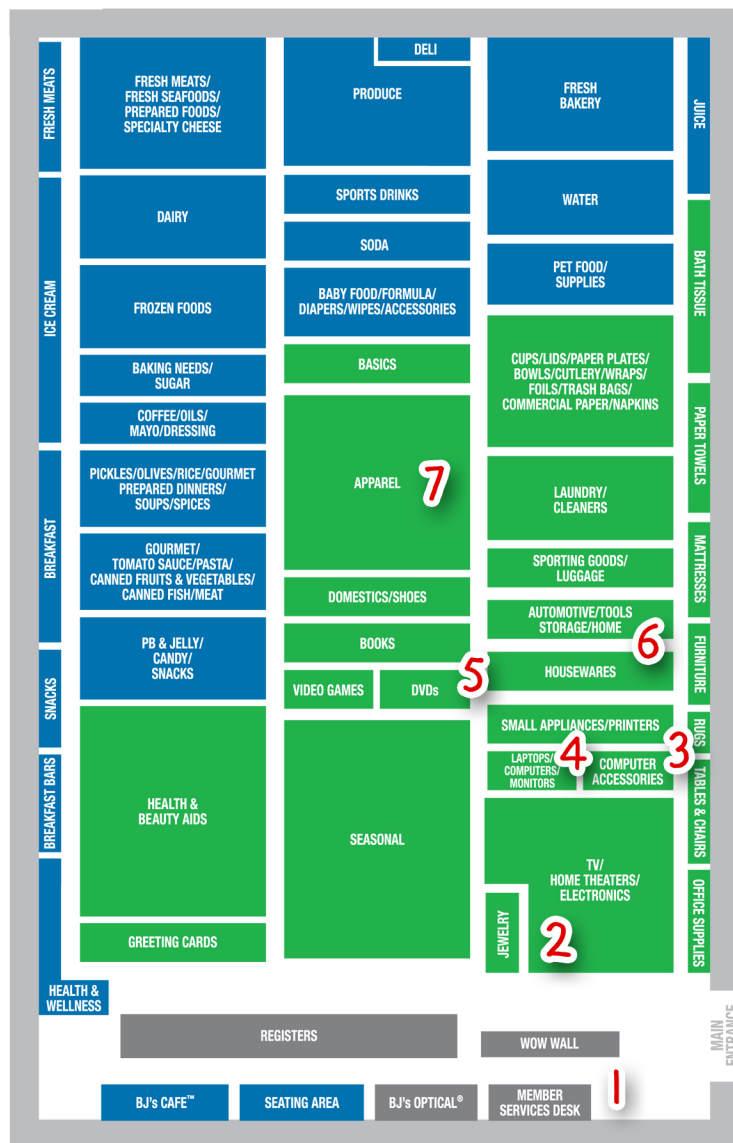 DELI
FRESH MEATS
FRESH MEATS/
FRESH SEAFOODS/
PREPARED FOODS/
SPECIALTY CHEESE
PRODUCE
FRESH
BAKERY
JUICE
ICE CREAM
DAIRY
SPORTS DRINKS
WATER
SODA
BATH TISSUE
PET FOOD/
SUPPLIES
FROZEN FOODS
BABY FOOD/FORMULA/
DIAPERS/WIPES/ACCESSORIES
BAKING NEEDS/
SUGAR
BASICS
CUPS/LIDS/PAPER PLATES/
BOWLS/CUTLERY/WRAPS/
FOILS/TRASH BAGS/
COMMERCIAL PAPER/NAPKINS
COFFEE/OILS/
MAYO/DRESSING
PAPER TOWELS
BREAKFAST
PICKLES/OLIVES/RICE/GOURMET
PREPARED DINNERS/
SOUPS/SPICES
APPAREL
7
LAUNDRY/
CLEANERS
GOURMET/
TOMATO SAUCE/PASTA/
CANNED FRUITS & VEGETABLES/
CANNED FISH/MEAT
MATTRESSES
SPORTING GOODS/
LUGGAGE
DOMESTICS/SHOES
AUTOMOTIVE/TOOLS
STORAGE/HOME
6
PB & JELLY/
CANDY/
SNACKS
BOOKS
FURNITURE
SNACKS
VIDEO GAMES
DVDs
5
HOUSEWARES
RUGS
SMALL APPLIANCES/PRINTERS
3
4
LAPTOPS/
COMPUTERS/
MONITORS
COMPUTER
ACCESSORIES
BREAKFAST BARS
HEALTH &
BEAUTY AIDS
SEASONAL
TABLES & CHAIRS
TV/
HOME THEATERS/
ELECTRONICS
OFFICE SUPPLIES
JEWELRY
2
GREETING CARDS
HEALTH &
WELLNESS
REGISTERS
WOW WALL
MAIN
ENTRANCE
1
BJ's CAFE™
SEATING AREA
BJ's OPTICAL®
MEMBER
SERVICES DESK